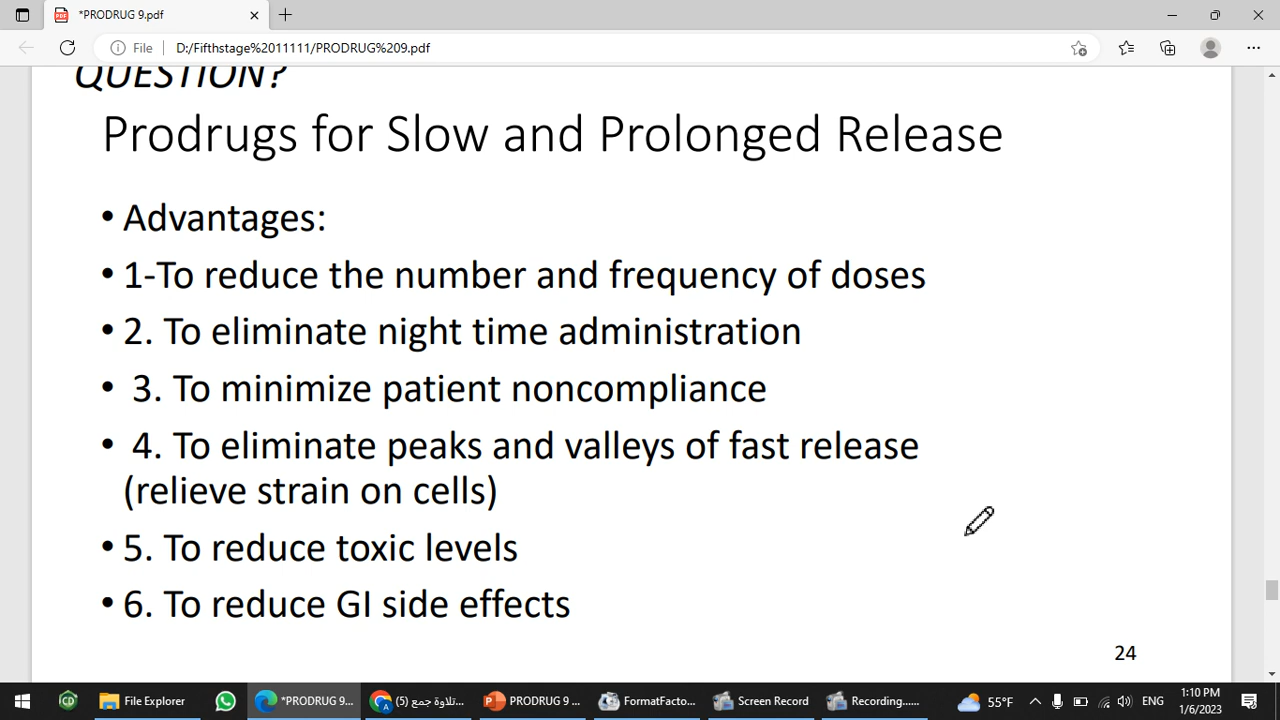 *PRODRUG 9.pdf
File
D:/Fifthstage%2011111/PRODRUG%209.pdf
QUESTION?
Prodrugs for Slow and Prolonged Release
• Advantages:
• 1-To reduce the number and frequency of doses
• 2. To eliminate night time administration
• 3. To minimize patient noncompliance
• 4. To eliminate peaks and valleys of fast release
(relieve strain on cells)
• 5. To reduce toxic levels
• 6. To reduce GI side effects
24
CD
File Explorer
*PRODRUG 9...
(5) تلاوة جمع...
PRODRUG 9 ...
FormatFacto...
Screen Record
Recording......
55°F
ENG
1:10 PM
1/6/2023